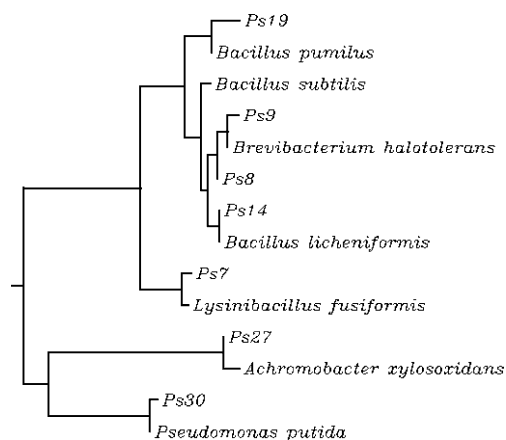 Ps19
Bacillus pumilus
Bacillus subtilis
Ps9
Brevibacterium halotolerans
Ps8
Ps14
Bacillus licheniformis
Ps7
Lysinibacillus fusiformis
Ps27
Achromobacter xylosoxidans
Ps30
Pseudomonas putida